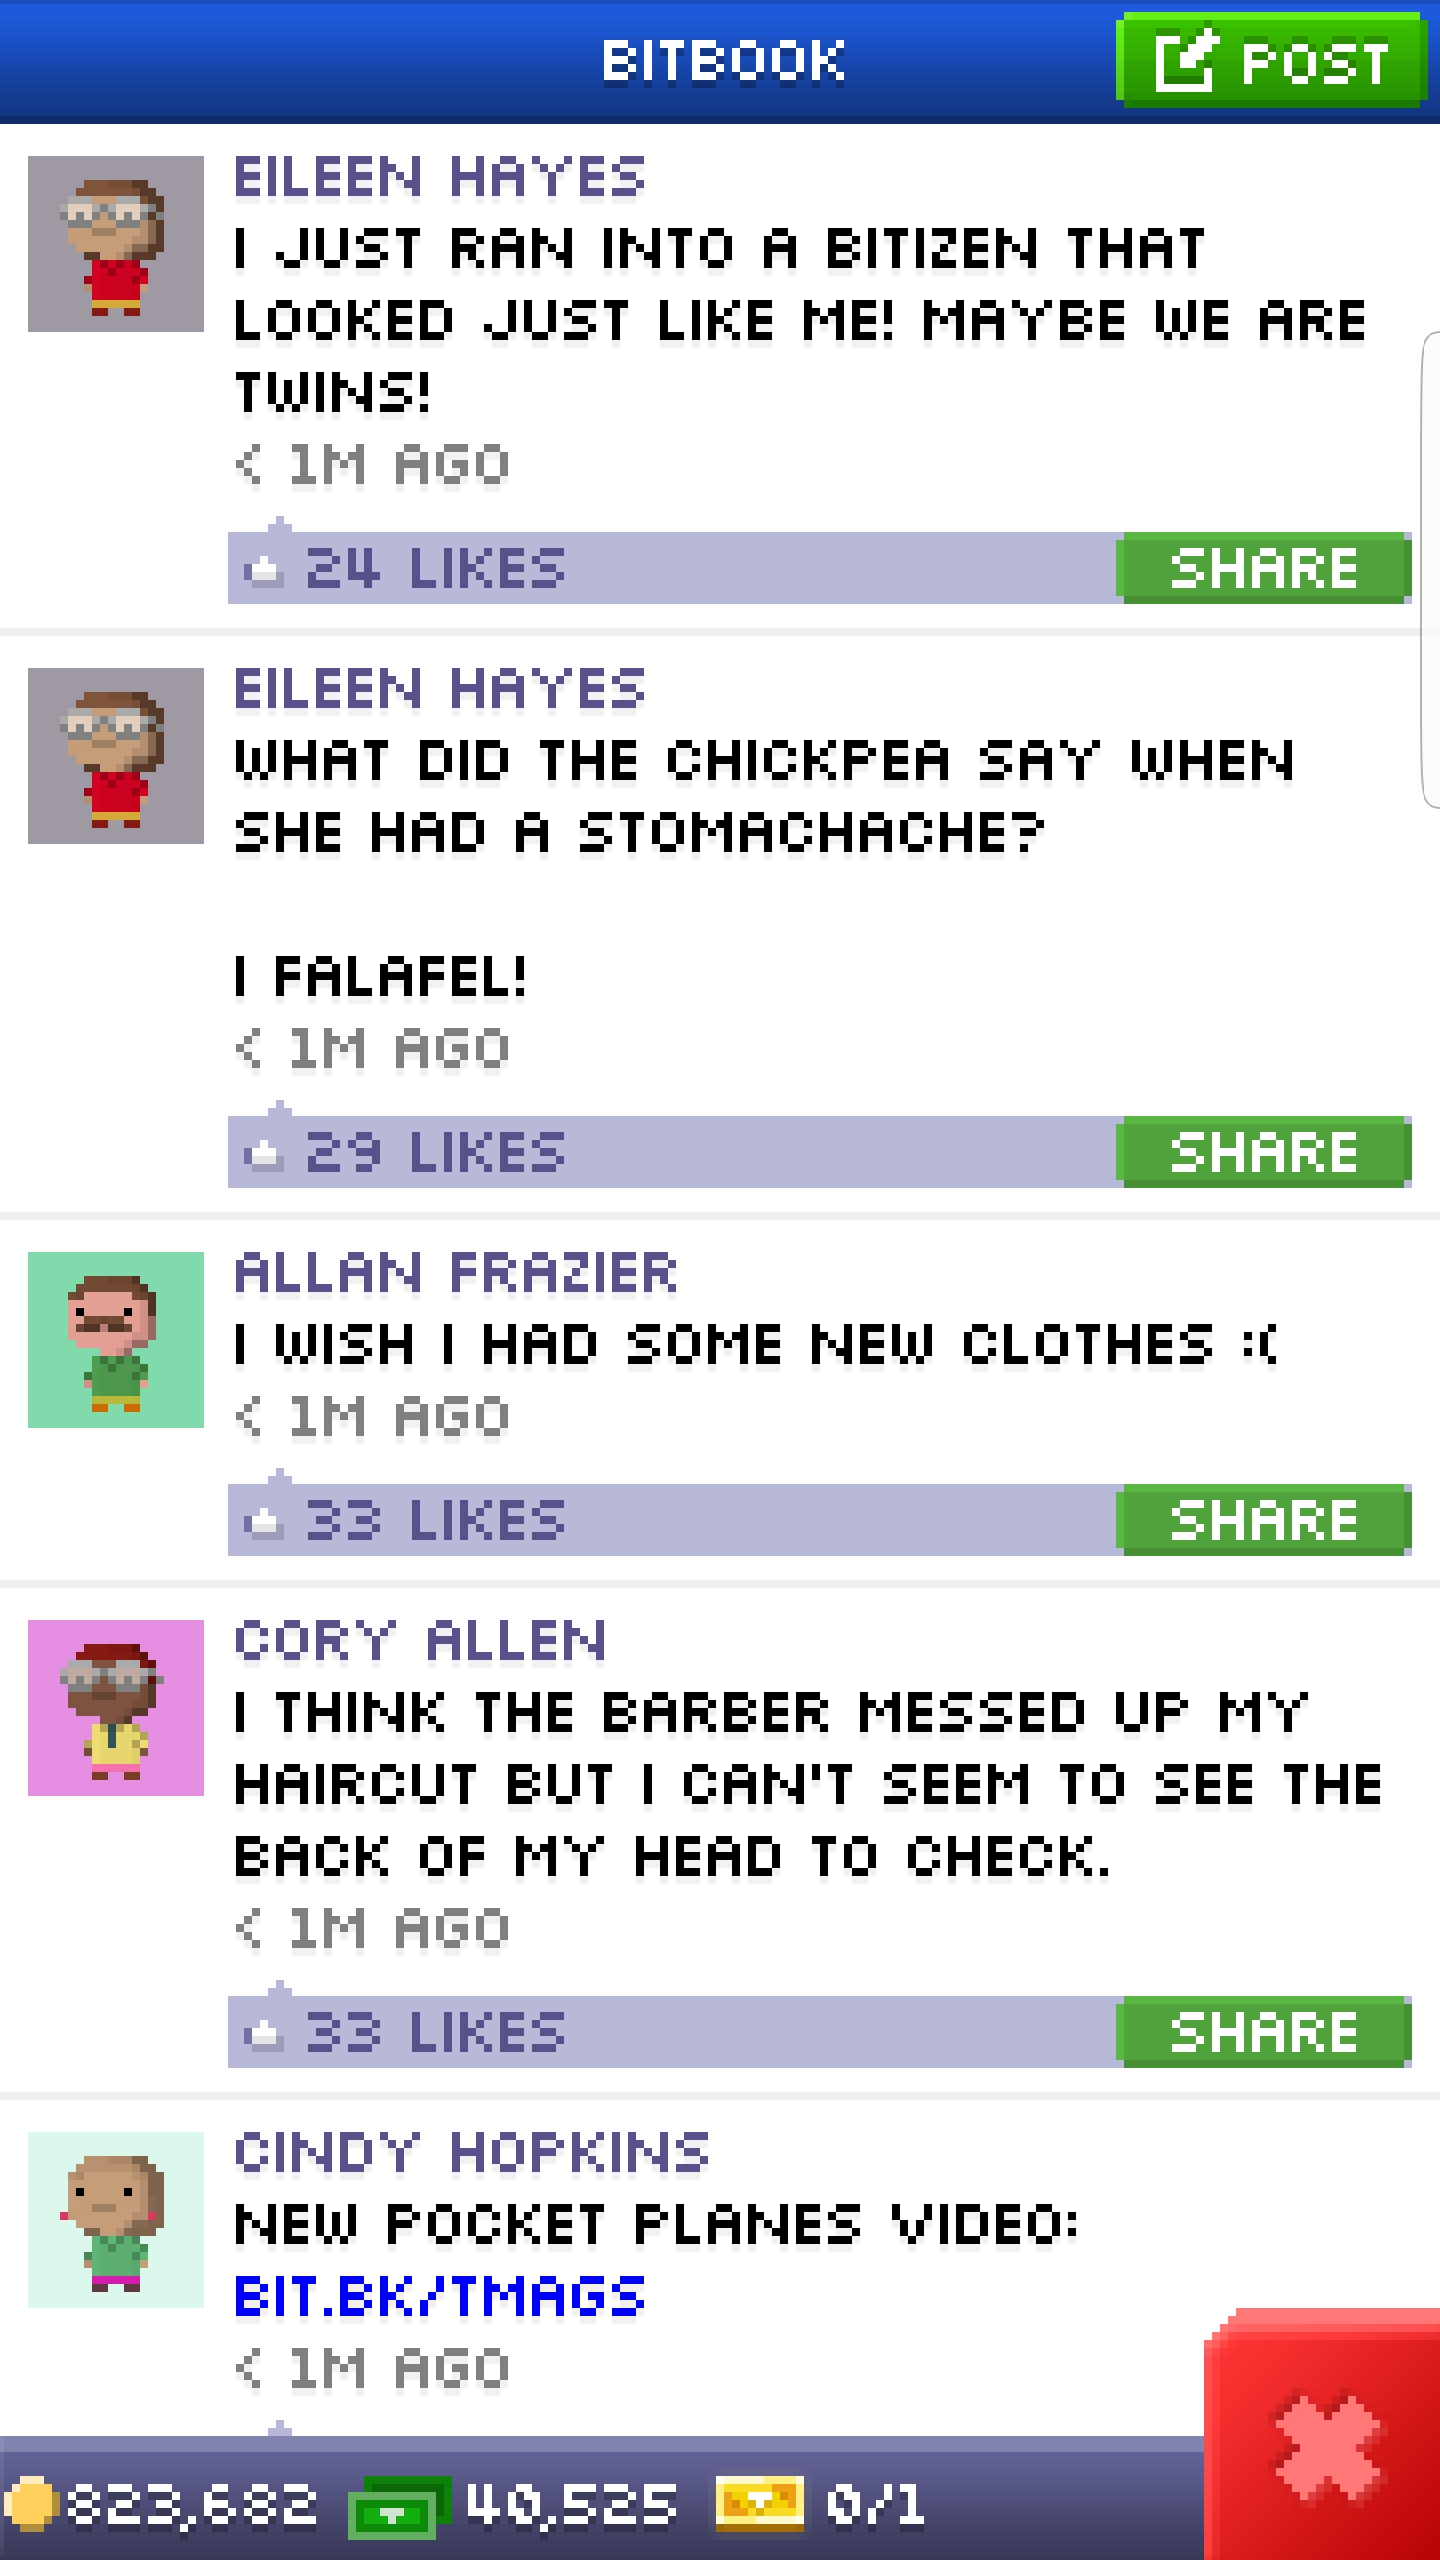 BITBOOK
POST
EILEEN HAYES
I JUST RAN INTO A BITIZEN THAT
LOOKED JUST LIKE ME! MAYBE WE ARE
TWINS!
< 1M AGO
24 LIKES
SHARE
EILEEN HAYES
WHAT DID THE CHICKPEA SAY WHEN
SHE HAD A STOMACHACHE?
I FALAFEL!
< 1M AGO
29 LIKES
SHARE
ALLAN FRAZIER
I WISH I HAD SOME NEW CLOTHES :(
< 1M AGO
33 LIKES
SHARE
CORY ALLEN
I THINK THE BARBER MESSED UP MY
HAIRCUT BUT I CAN'T SEEM TO SEE THE
BACK OF MY HEAD TO CHECK.
< 1M AGO
33 LIKES
SHARE
CINDY HOPKINS
NEW POCKET PLANES VIDEO:
BIT.BK/TMAGS
< 1M AGO
823,682
40,525
0/1